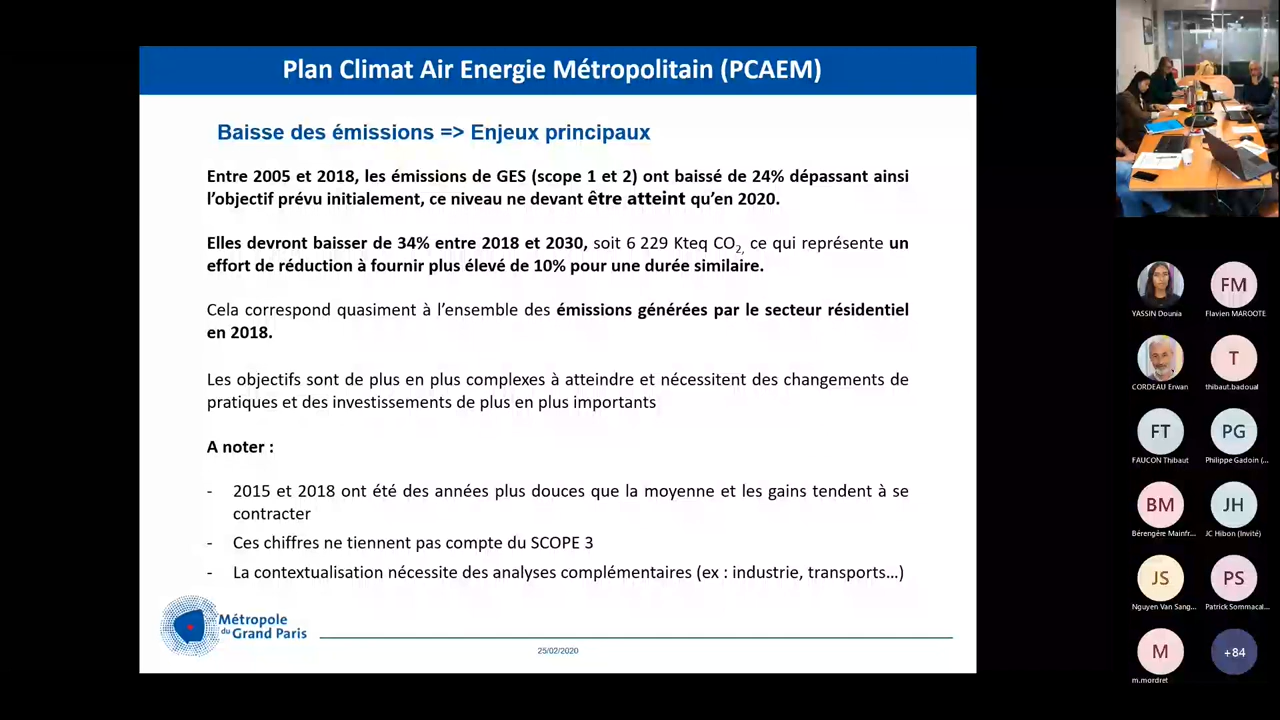 Plan Climat Air Energie Métropolitain (PCAEM)
Baisse des émissions => Enjeux principaux
Entre 2005 et 2018, les émissions de GES (scope 1 et 2) ont baissé de 24% dépassant ainsi
l’objectif prévu initialement, ce niveau ne devant être atteint qu’en 2020.
Elles devront baisser de 34% entre 2018 et 2030, soit 6 229 Kteq CO2, ce qui représente un
effort de réduction à fournir plus élevé de 10% pour une durée similaire.
Cela correspond quasiment à l’ensemble des émissions générées par le secteur résidentiel
en 2018.
Les objectifs sont de plus en plus complexes à atteindre et nécessitent des changements de
pratiques et des investissements de plus en plus importants
A noter :
- 2015 et 2018 ont été des années plus douces que la moyenne et les gains tendent à se
contracter
- Ces chiffres ne tiennent pas compte du SCOPE 3
- La contextualisation nécessite des analyses complémentaires (ex : industrie, transports…)
Métropole
du Grand Paris
25/02/2020
YASSIN Dounia
FM
Flavien MAROOTE
CORDEAU Erwan
T
thibaut.badoual
FT
FAUCON Thibaut
PG
Philippe Gadoin (...
BM
Bérengère Mainfr...
JH
JC Hibon (Invité)
JS
Nguyen Van Sang...
PS
Patrick Sommacal...
M
m.mordret
+84